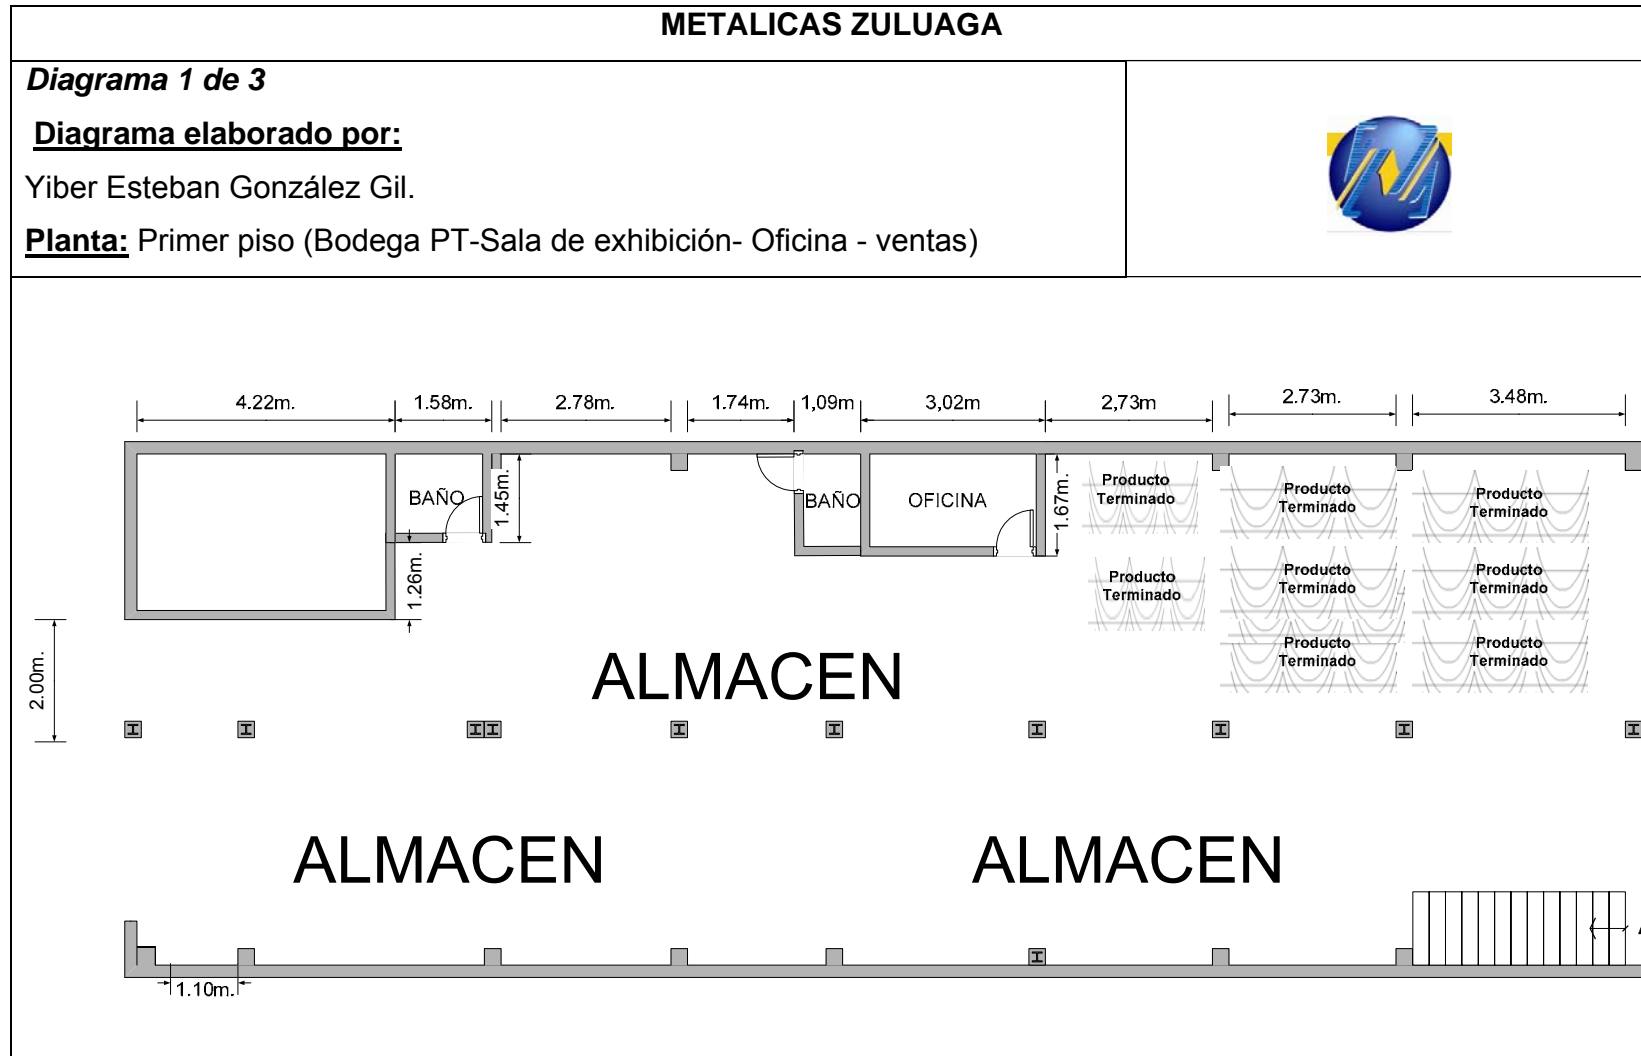 METALICAS ZULUAGA
Diagrama 1 de 3
Diagrama elaborado por:
Yiber Esteban González Gil.
Planta: Primer piso (Bodega PT-Sala de exhibición- Oficina - ventas)
4.22m.
1.58m.
2.78m.
1.74m.
1,09m
3,02m
2,73m
2.73m.
3.48m.
BAÑO
1.45m.
BAÑO
OFICINA
1.67m.
Producto
Terminado
Producto
Terminado
Producto
Terminado
1.26m.
Producto
Terminado
Producto
Terminado
Producto
Terminado
2.00m.
ALMACEN
Producto
Terminado
Producto
Terminado
ALMACEN
ALMACEN
1.10m.